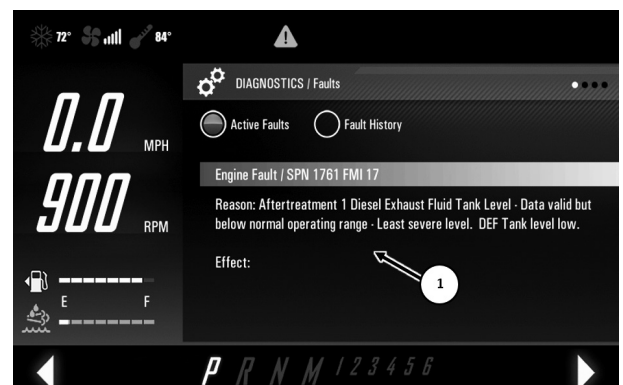 72° 84°
DIAGNOSTICS / Faults
Active Faults Fault History
0.0 MPH
Engine Fault / SPN 1761 FMI 17
900 RPM
Reason: Aftertreatment 1 Diesel Exhaust Fluid Tank Level - Data valid but
below normal operating range - Least severe level. DEF Tank level low.
Effect:
1
E F
P R N M 1 2 3 4 5 6